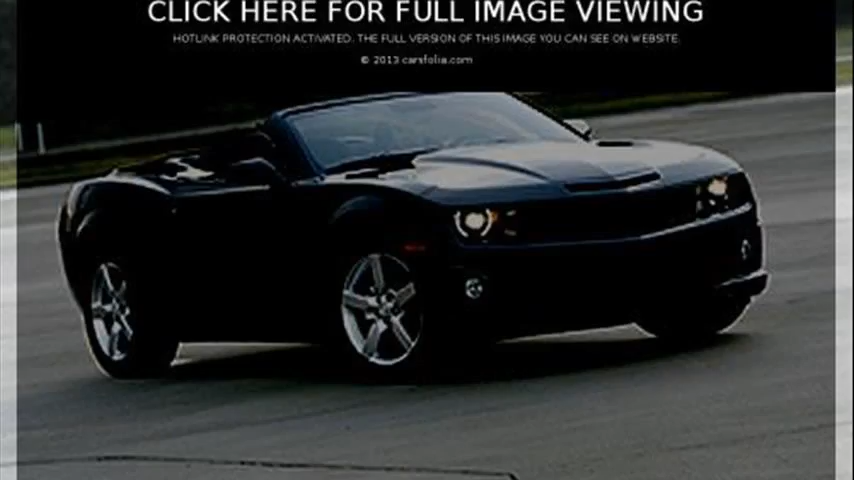 CLICK HERE FOR FULL IMAGE VIEWING
HOTLINK PROTECTION ACTIVATED. THE FULL VERSION OF THIS IMAGE YOU CAN SEE ON WEBSITE.
© 2013 carsfolia.com